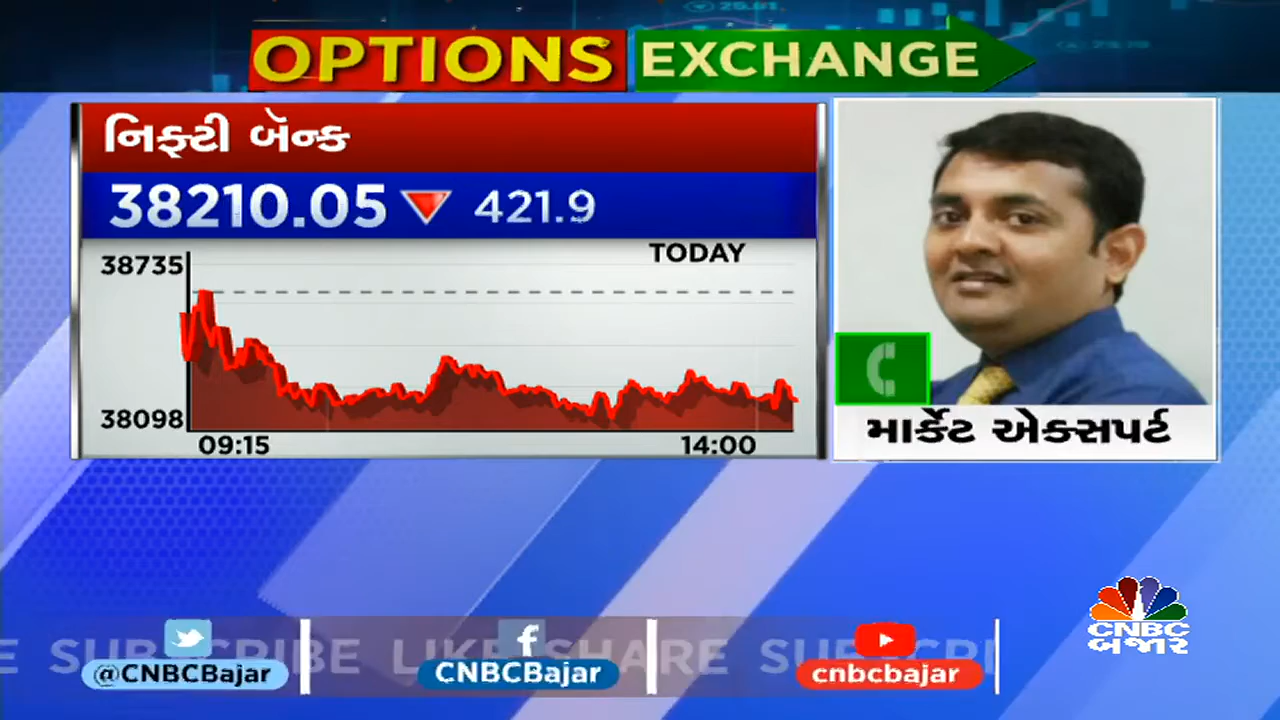 OPTIONS EXCHANGE
નિફ્ટી બૅન્ક
38210.05 421.9
TODAY
38735
38098
09:15 14:00
માર્કેટ એક્સપર્ટ
SUBSCRIBE LIKE SHARE
@CNBCBajar
CNBCBajar
cnbcbajar
CNBC
બજાર